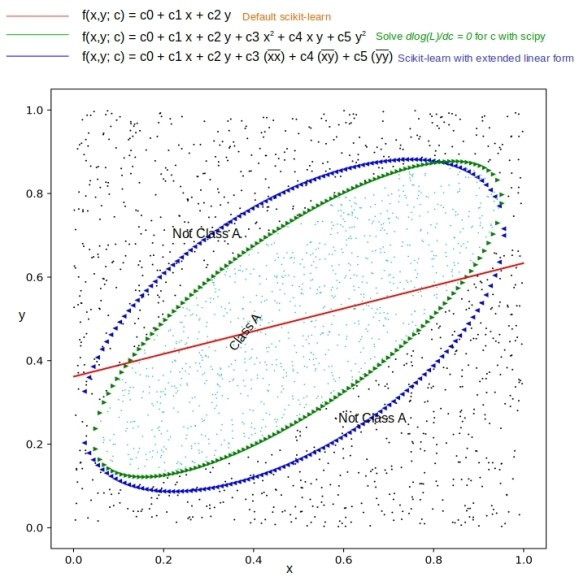 f(x,y; c) = c0 + c1 x + c2 y Default scikit-learn
f(x,y; c) = c0 + c1 x + c2 y + c3 x² + c4 x y + c5 y² Solve dlog(L)/dc = 0 for c with scipy
f(x,y; c) = c0 + c1 x + c2 y + c3 (x̅x̅) + c4 (x̅y̅) + c5 (y̅y̅) Scikit-learn with extended linear form
1.0
0.8
Not Class A
0.6
y
Class A
0.4
Not Class A
0.2
0.0
0.0 0.2 0.4 0.6 0.8 1.0
x